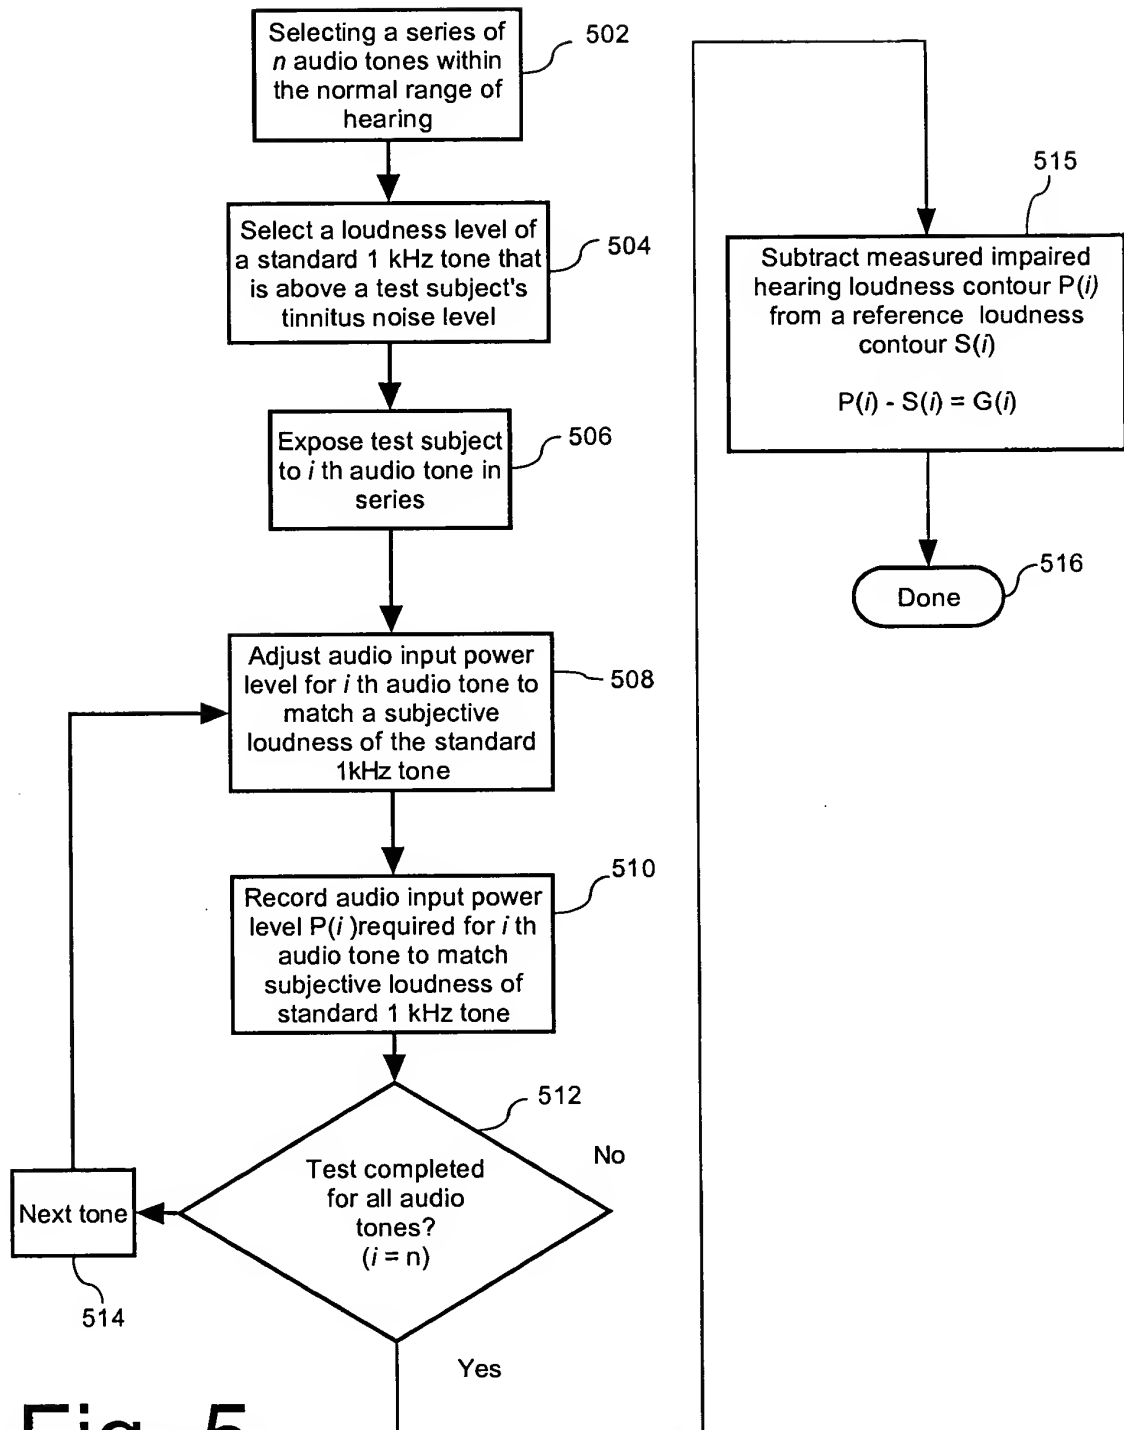 Selecting a series of
n audio tones within
the normal range of
hearing
502
Select a loudness level of
a standard 1 kHz tone that
is above a test subject's
tinnitus noise level
504
Expose test subject
to i th audio tone in
series
506
Adjust audio input power
level for i th audio tone to
match a subjective
loudness of the standard
1kHz tone
508
Record audio input power
level P(i )required for i th
audio tone to match
subjective loudness of
standard 1 kHz tone
510
Test completed
for all audio
tones?
(i = n)
512
No
Next tone
514
Yes
515
Subtract measured impaired
hearing loudness contour P(i)
from a reference loudness
contour S(i)
P(i) - S(i) = G(i)
Done
516
Fig. 5